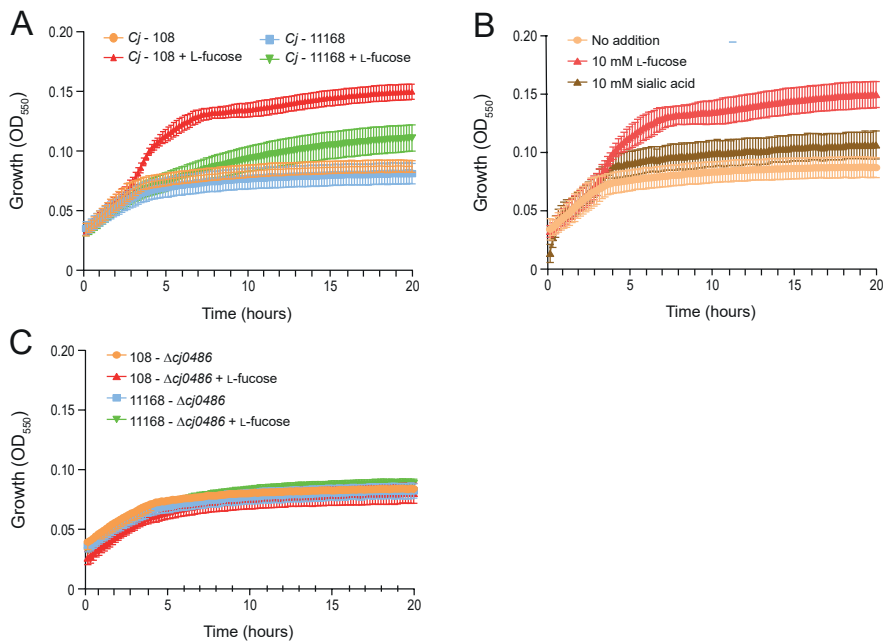 A
Cj - 108
Cj - 11168
Cj - 108 + L-fucose
Cj - 11168 + L-fucose
0.20
0.15
0.10
0.05
0
Growth (OD550)
0
5
10
15
20
Time (hours)
B
No addition
10 mM L-fucose
10 mM sialic acid
0.20
0.15
0.10
0.05
0
Growth (OD550)
0
5
10
15
20
Time (hours)
C
108 - Δcj0486
108 - Δcj0486 + L-fucose
11168 - Δcj0486
11168 - Δcj0486 + L-fucose
0.20
0.15
0.10
0.05
0
Growth (OD550)
0
5
10
15
20
Time (hours)